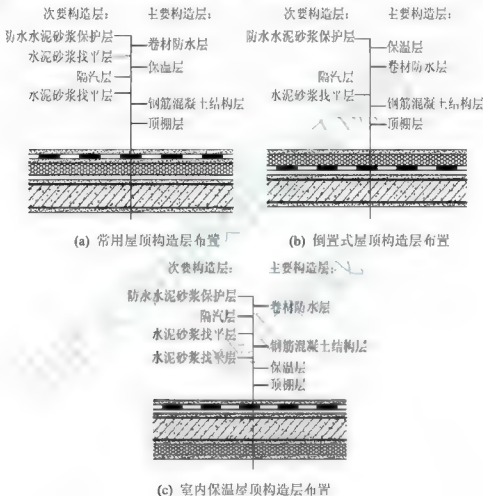 次要构造层： 主要构造层：
防水水泥砂浆保护层
卷材防水层
水泥砂浆找平层
保温层
隔汽层
水泥砂浆找平层
钢筋混凝土结构层
顶棚层
(a) 常用屋顶构造层布置
次要构造层： 主要构造层：
防水水泥砂浆保护层
保温层
卷材防水层
隔汽层
水泥砂浆找平层
钢筋混凝土结构层
顶棚层
(b) 倒置式屋顶构造层布置
次要构造层： 主要构造层：
防水水泥砂浆保护层
卷材防水层
隔汽层
水泥砂浆找平层
钢筋混凝土结构层
水泥砂浆找平层
保温层
顶棚层
(c) 室内保温屋顶构造层布置